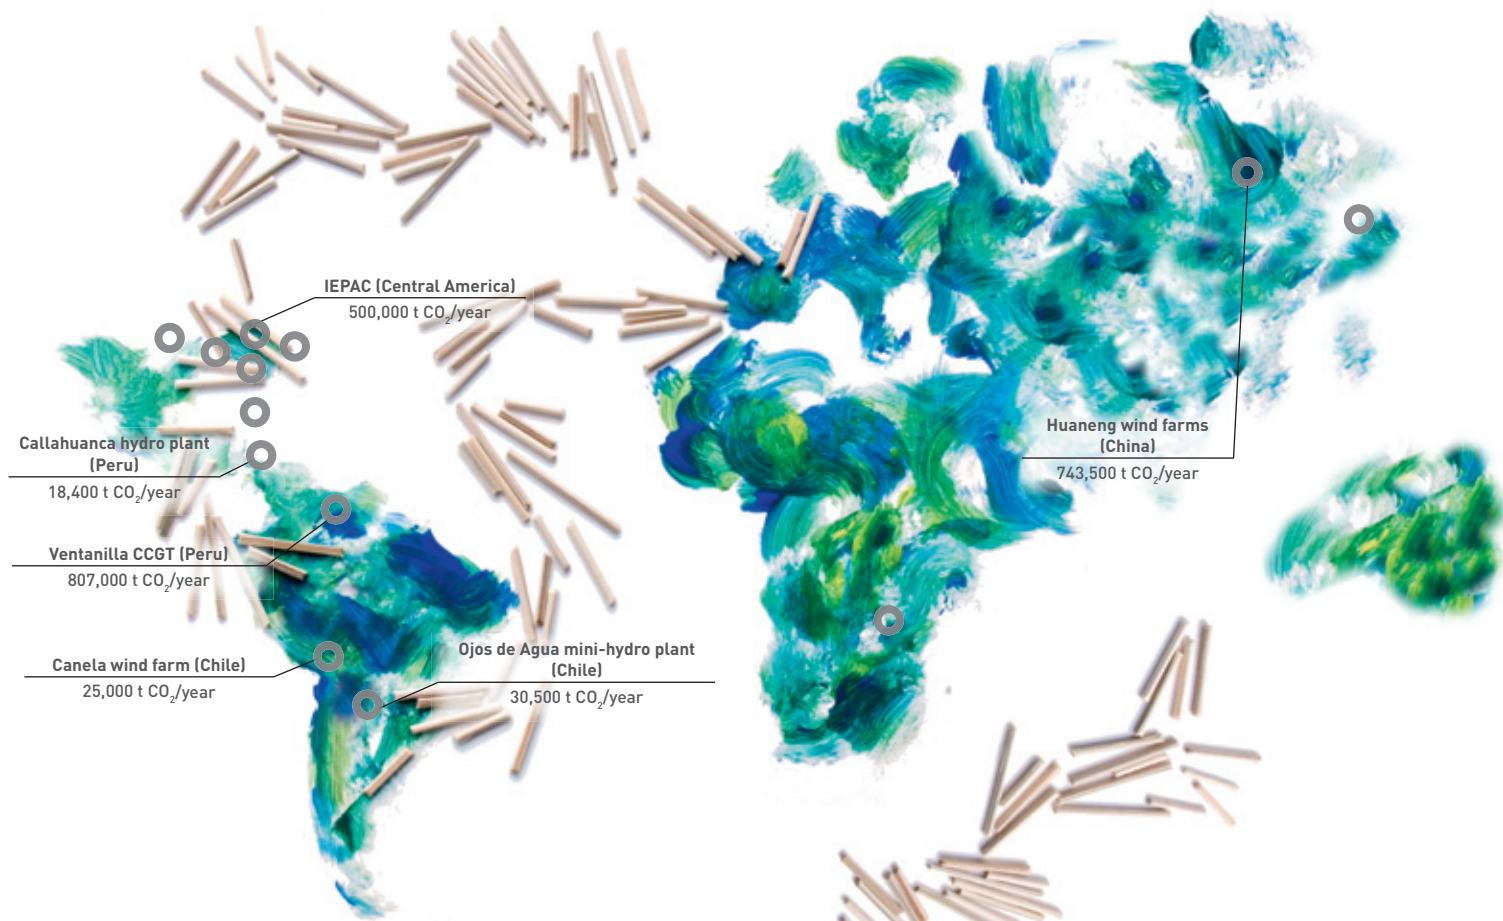 IEPAC (Central America)
500,000 t CO2/year
Callahuanca hydro plant
(Peru)
18,400 t CO2/year
Huaneng wind farms
(China)
743,500 t CO2/year
Ventanilla CCGT (Peru)
807,000 t CO2/year
Canela wind farm (Chile)
25,000 t CO2/year
Ojos de Agua mini-hydro plant
(Chile)
30,500 t CO2/year